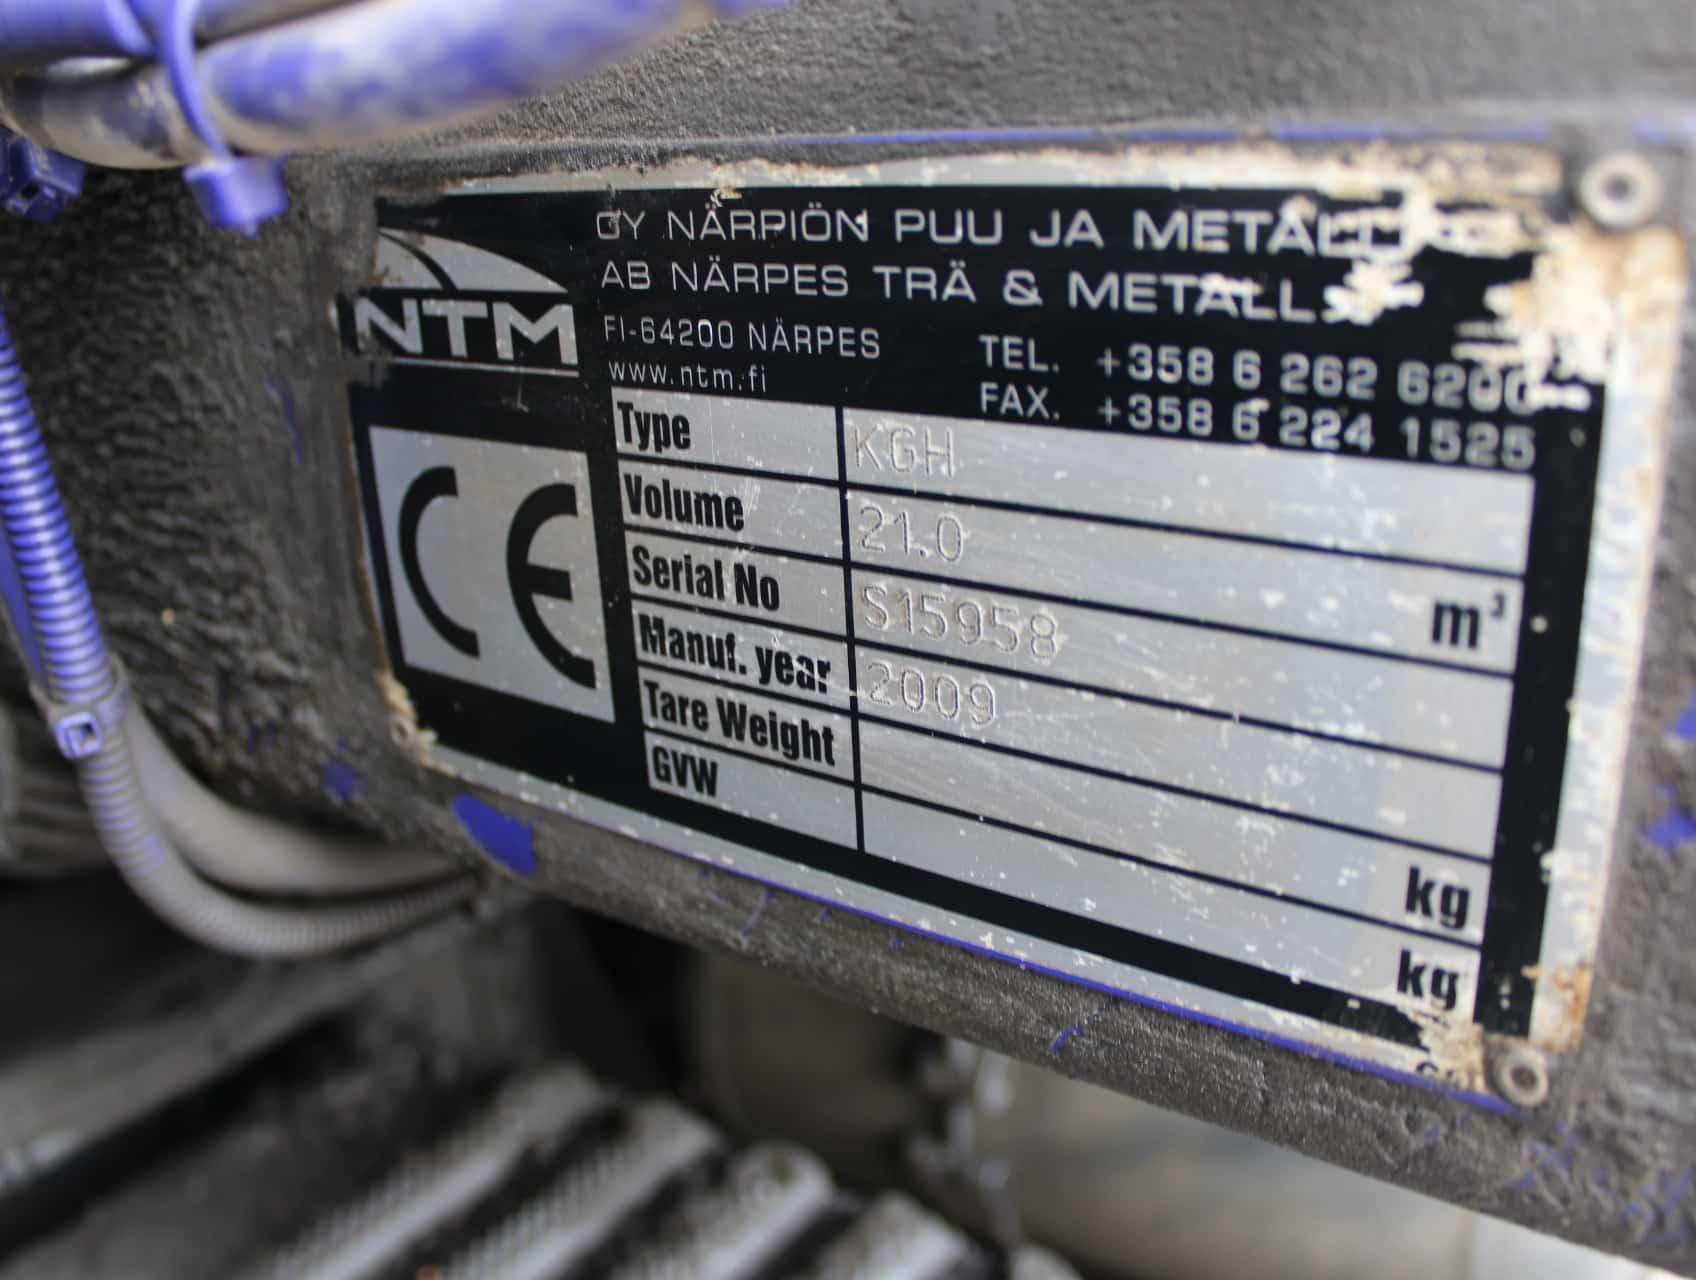 NTM
OY NÄRPIÖN PUU JA METALLI
AB NÄRPES TRÄ & METALL
FI-64200 NÄRPES
www.ntm.fi
TEL. +358 6 262 6200
FAX. +358 6 224 1525
CE
Type KGH
Volume 21.0 m³
Serial No S15958
Manuf. year 2009
Tare Weight kg
GVW kg